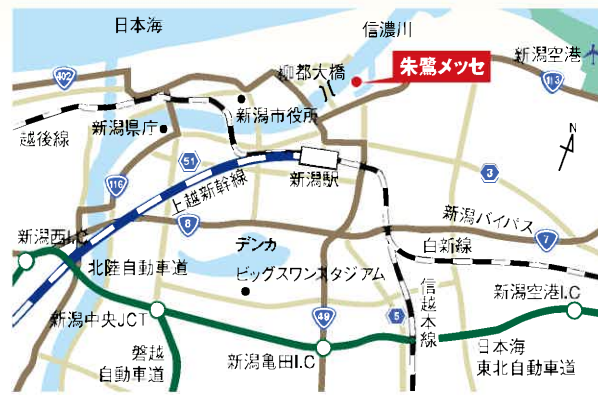 日本海
信濃川
新潟空港
柳都大橋
朱鷺メッセ
402
113
新潟市役所
越後線
新潟県庁
N
51
新潟駅
3
116
上越新幹線
8
新潟バイパス
新潟西I.C
デンカ
7
白新線
北陸自動車道
ビッグスワンスタジアム
新潟空港I.C
信越本線
新潟中央JCT
49
5
日本海
東北自動車道
磐越
自動車道
新潟亀田I.C